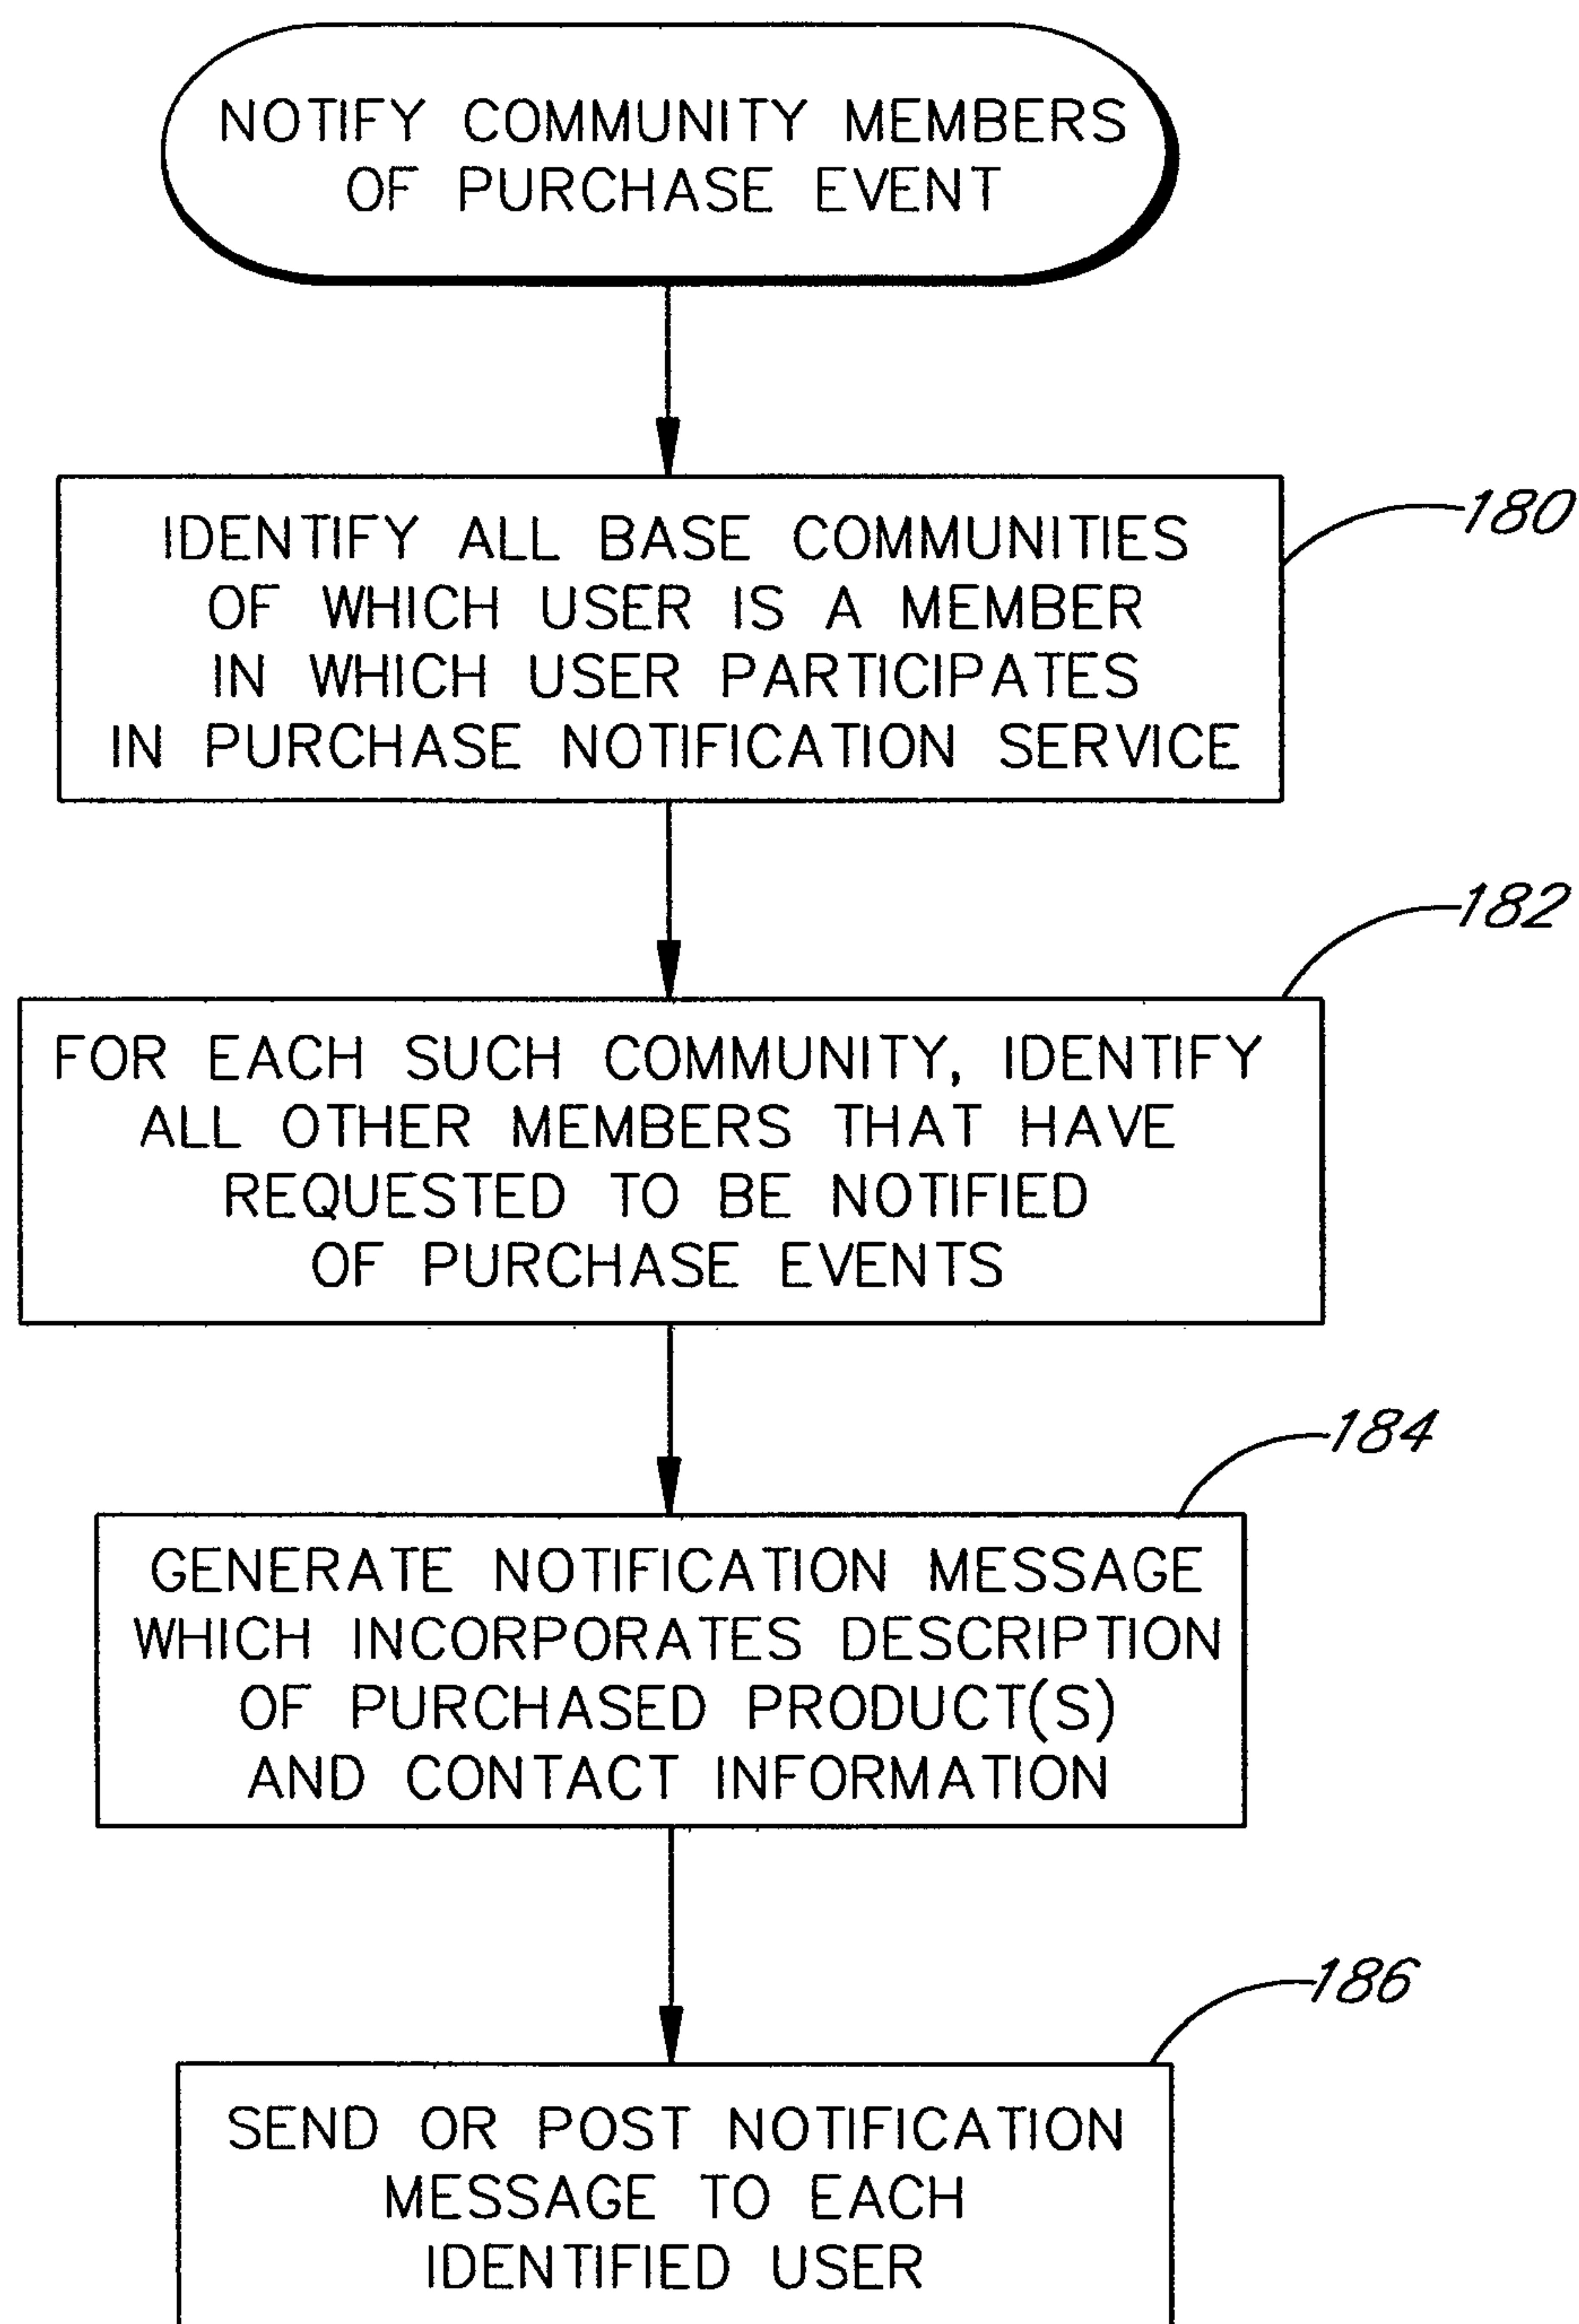 NOTIFY COMMUNITY MEMBERS
OF PURCHASE EVENT
IDENTIFY ALL BASE COMMUNITIES
OF WHICH USER IS A MEMBER
IN WHICH USER PARTICIPATES
IN PURCHASE NOTIFICATION SERVICE
180
FOR EACH SUCH COMMUNITY, IDENTIFY
ALL OTHER MEMBERS THAT HAVE
REQUESTED TO BE NOTIFIED
OF PURCHASE EVENTS
182
GENERATE NOTIFICATION MESSAGE
WHICH INCORPORATES DESCRIPTION
OF PURCHASED PRODUCT(S)
AND CONTACT INFORMATION
184
SEND OR POST NOTIFICATION
MESSAGE TO EACH
IDENTIFIED USER
186